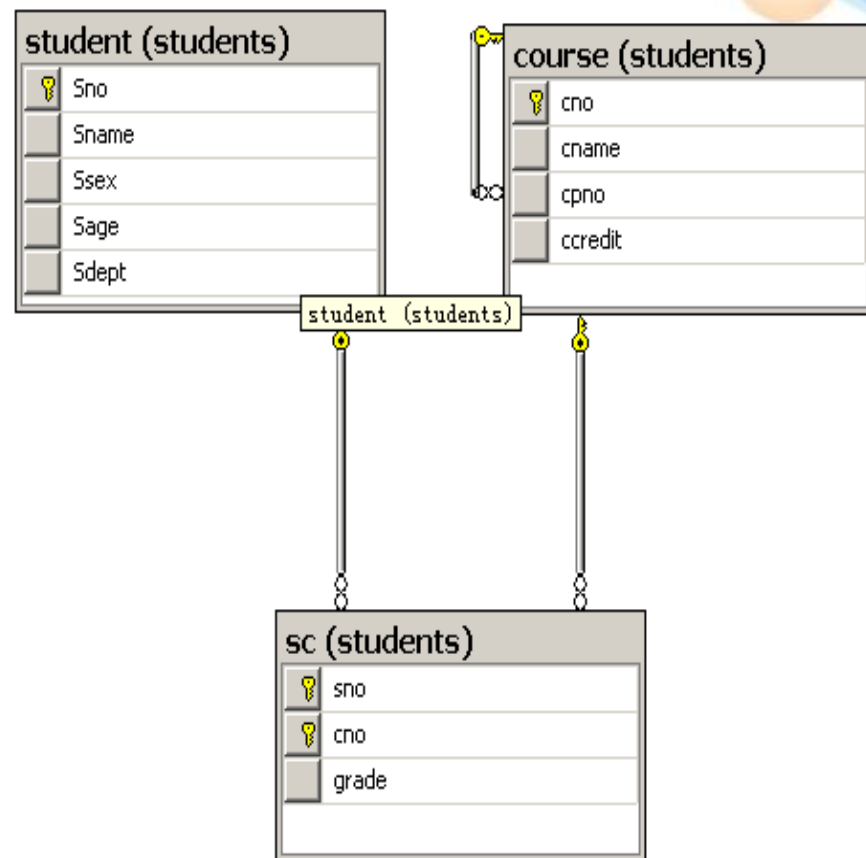 student (students)
Sno
Sname
Ssex
Sage
Sdept
course (students)
cno
cname
cpno
ccredit
student (students)
sc (students)
sno
cno
grade